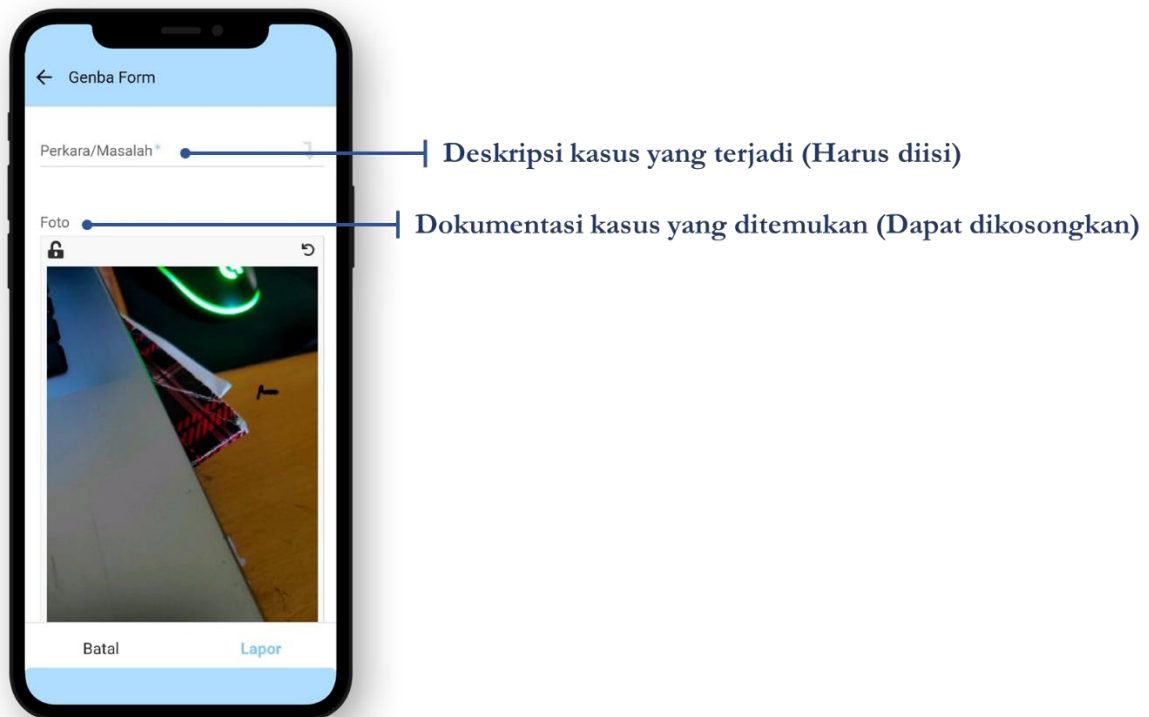 Genba Form
Perkara/Masalah*
Deskripsi kasus yang terjadi (Harus diisi)
Foto
Dokumentasi kasus yang ditemukan (Dapat dikosongkan)
Batal
Lapor